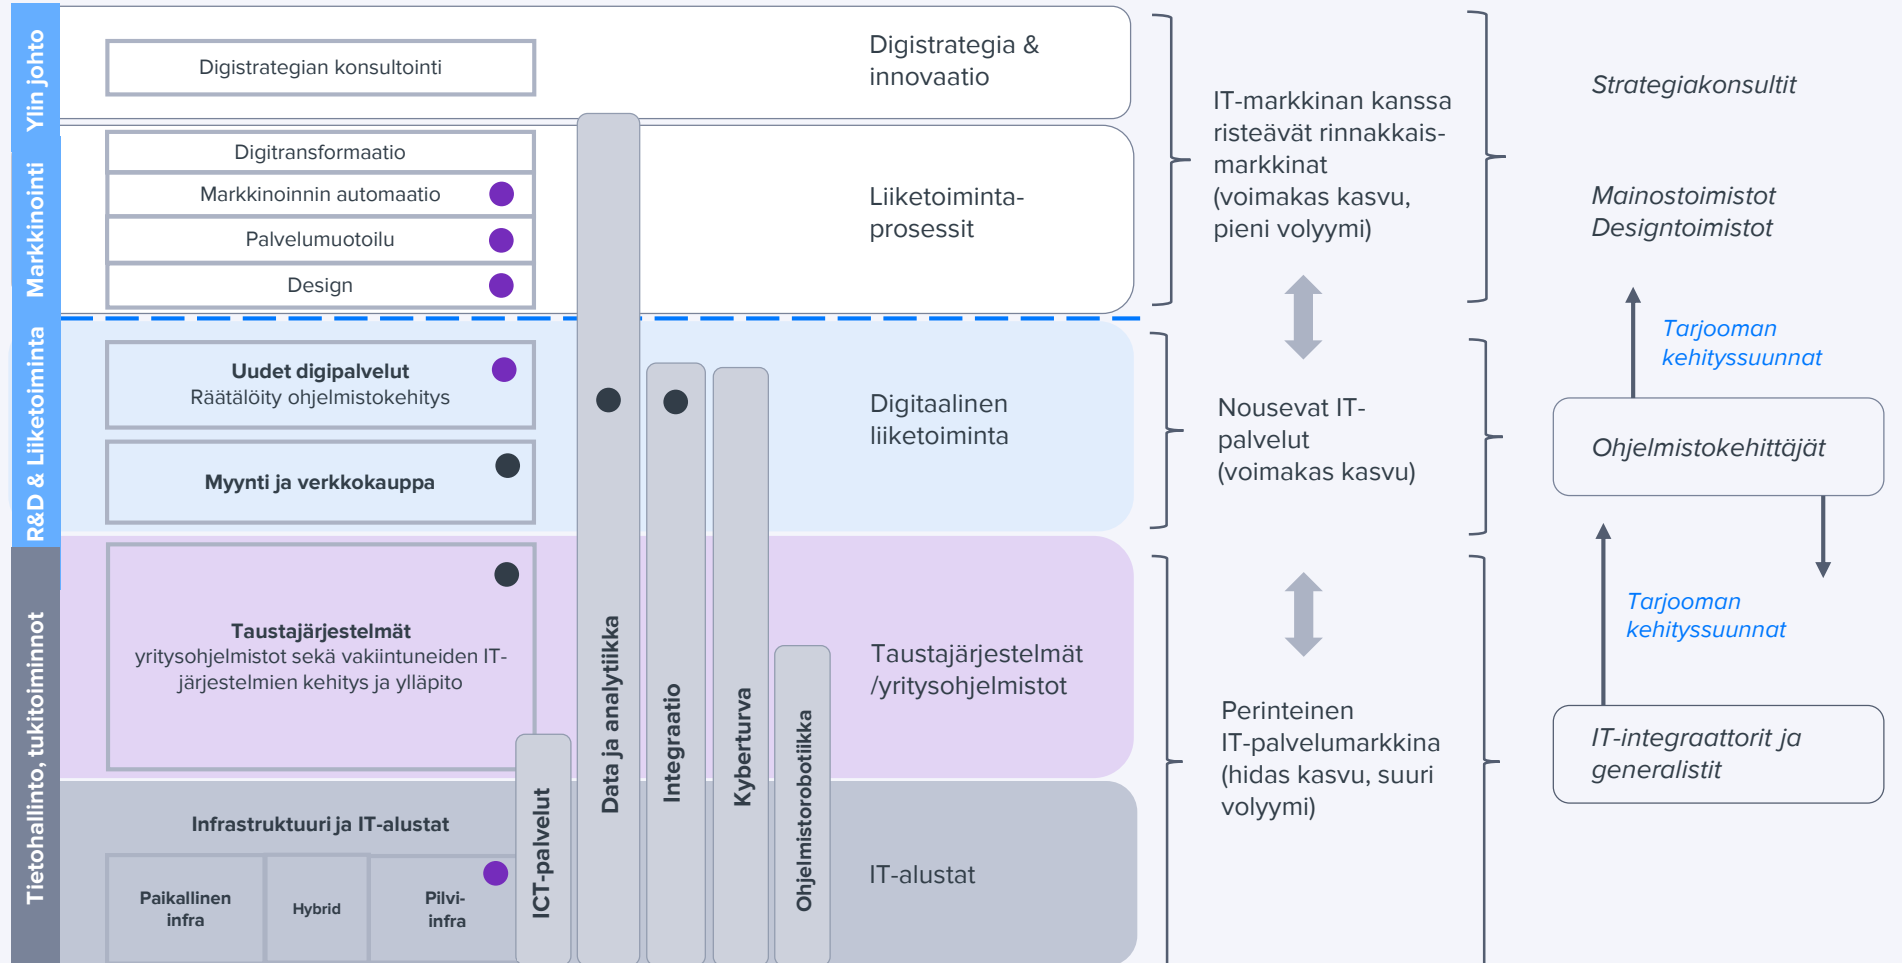 Ylin johto
Markkinointi
R&D & Liiketoiminta
Tietohallinto, tukitoiminnot
Digistrategian konsultointi
Digitransformaatio
Markkinoinnin automaatio
Palvelumuotoilu
Design
Uudet digipalvelut
Räätälöity ohjelmistokehitys
Myynti ja verkkokauppa
Taustajärjestelmät
yritysohjelmistot sekä vakiintuneiden IT-
järjestelmien kehitys ja ylläpito
Infrastruktuuri ja IT-alustat
Paikallinen
infra
Hybrid
Pilvi-
infra
ICT-palvelut
Data ja analytiikka
Integraatio
Kyberturva
Ohjelmistorobotiikka
Digistrategia &
innovaatio
Liiketoiminta-
prosessit
Digitaalinen
liiketoiminta
Taustajärjestelmät
/yritysohjelmistot
IT-alustat
IT-markkinan kanssa
risteävät rinnakkais-
markkinat
(voimakas kasvu,
pieni volyymi)
Nousevat IT-
palvelut
(voimakas kasvu)
Perinteinen
IT-palvelumarkkina
(hidas kasvu, suuri
volyymi)
Strategiakonsultit
Mainostoimistot
Designtoimistot
Tarjooman
kehityssuunnat
Ohjelmistokehittäjät
Tarjooman
kehityssuunnat
IT-integraattorit ja
generalistit